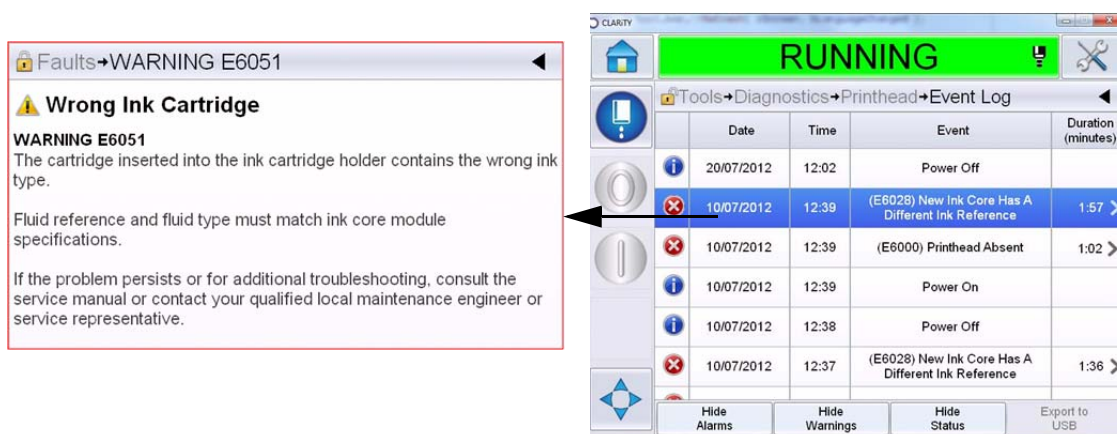 Faults→WARNING E6051
Wrong Ink Cartridge
WARNING E6051
The cartridge inserted into the ink cartridge holder contains the wrong ink
type.
Fluid reference and fluid type must match ink core module
specifications.
If the problem persists or for additional troubleshooting, consult the
service manual or contact your qualified local maintenance engineer or
service representative.
CLARiTY
RUNNING
Tools→Diagnostics→Printhead→Event Log
Date Time Event Duration
(minutes)
20/07/2012 12:02 Power Off
10/07/2012 12:39 (E6028) New Ink Core Has A
Different Ink Reference 1:57
10/07/2012 12:39 (E6000) Printhead Absent 1:02
10/07/2012 12:39 Power On
10/07/2012 12:38 Power Off
10/07/2012 12:37 (E6028) New Ink Core Has A
Different Ink Reference 1:36
Hide
Alarms
Hide
Warnings
Hide
Status
Export to
USB